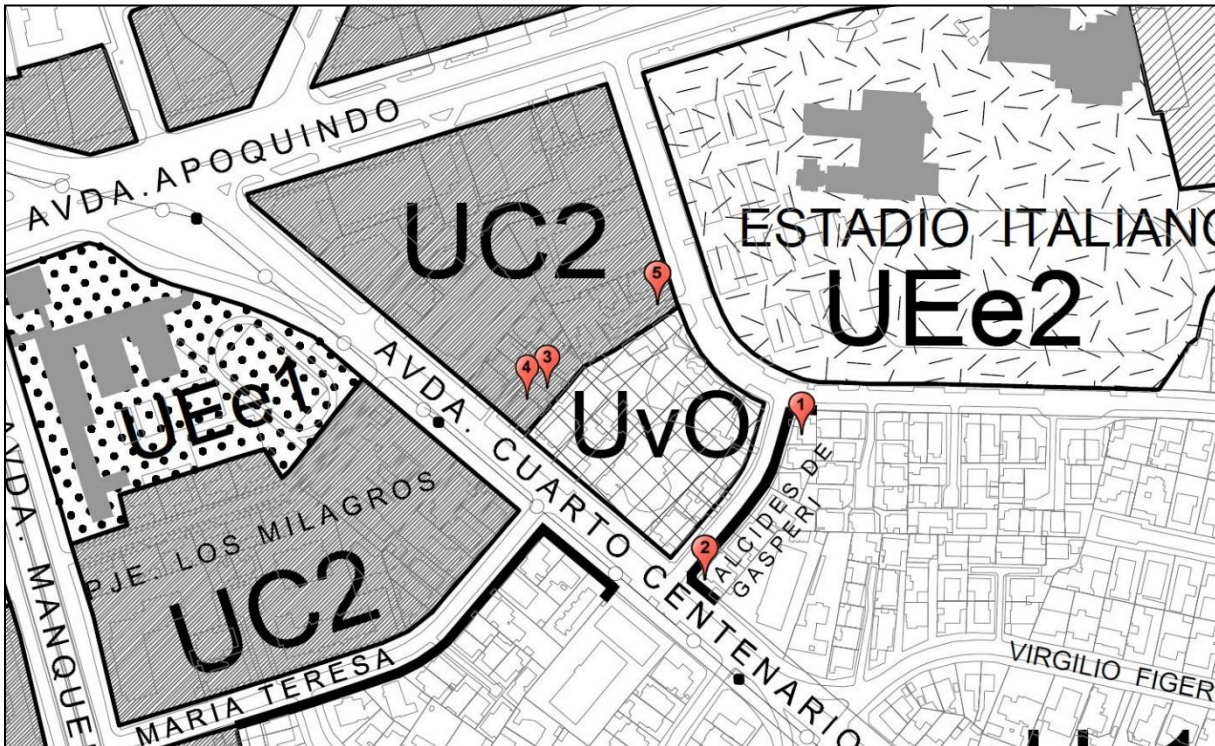 AVDA. APOQUINDO
UC2
ESTADIO ITALIANO
UEe2
5
4
3
UEe1
AVDA. CUARTO CENTENARIO
UvO
1
2
ALCIDES DE
GASPERI
PJE. LOS MILAGROS
UC2
AVDA. MANQUE
MARIA TERESA
VIRGILIO FIGER